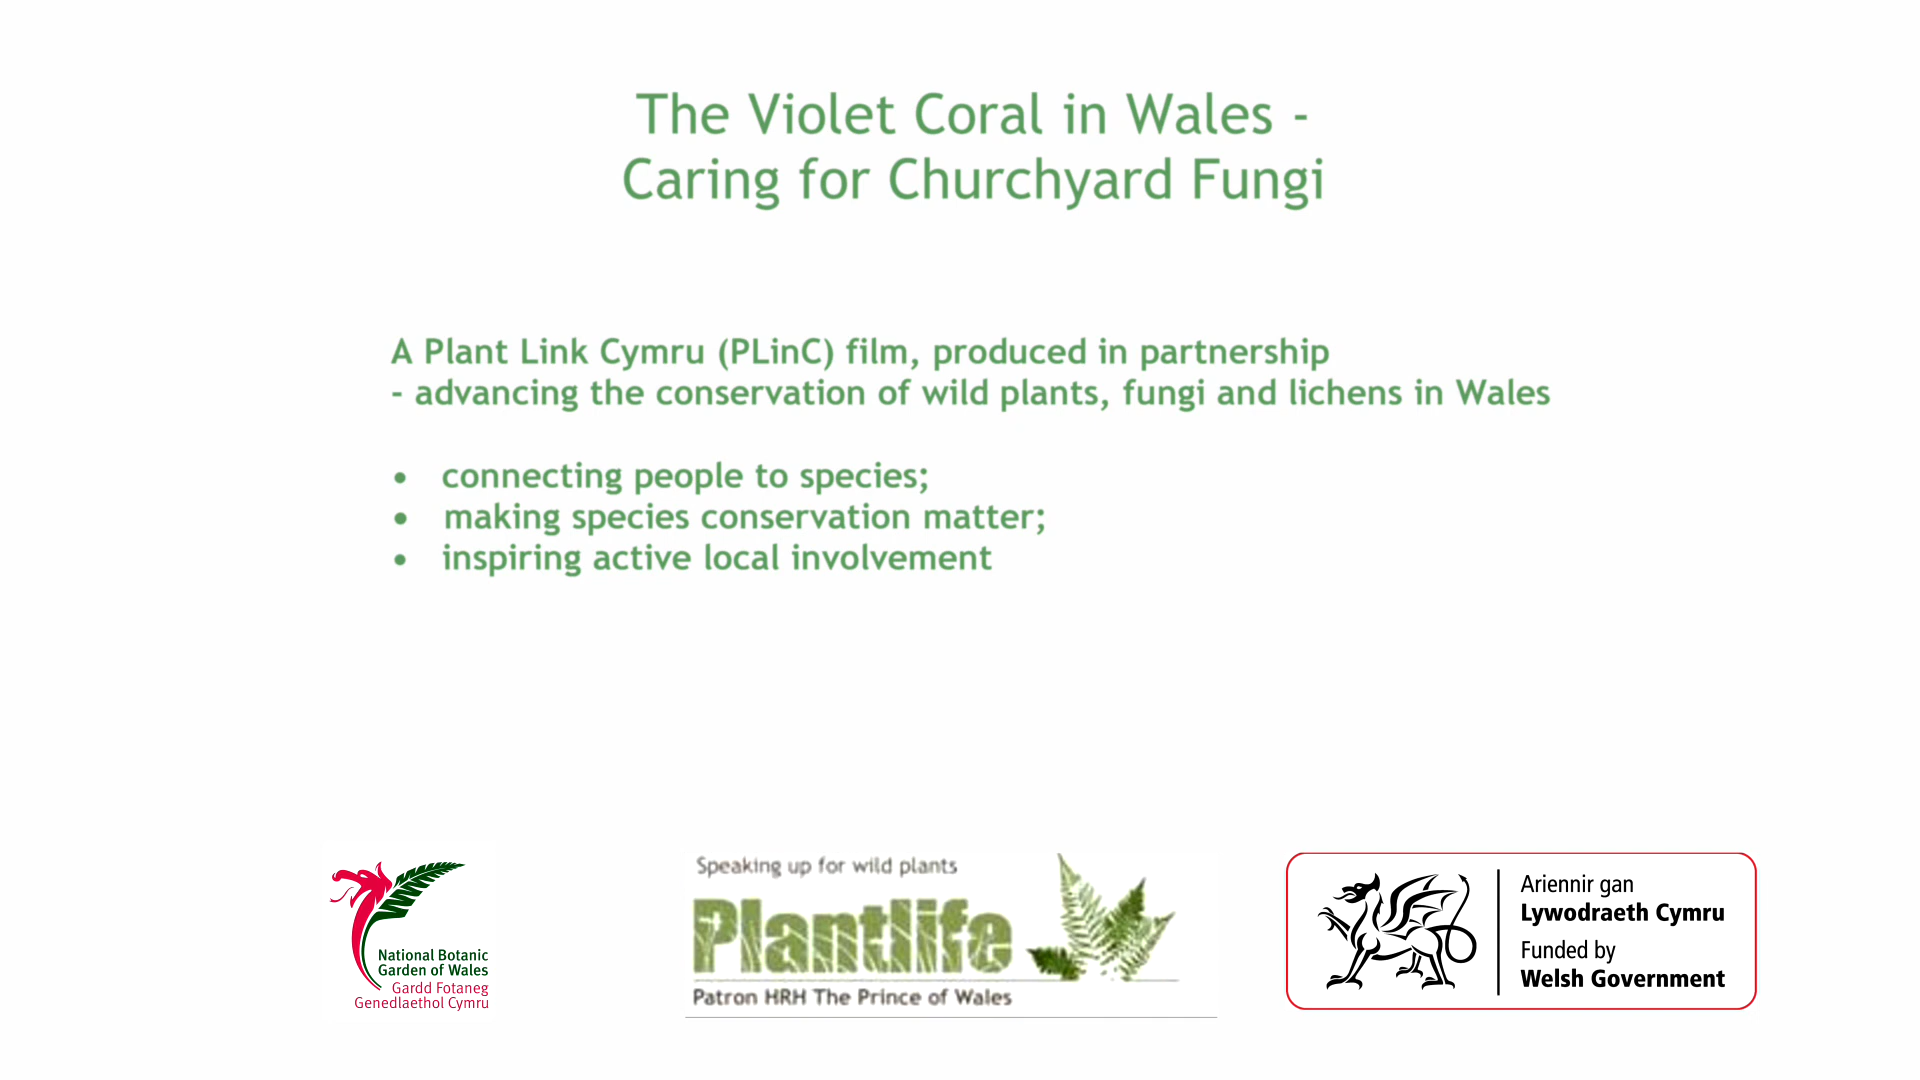 The Violet Coral in Wales -
Caring for Churchyard Fungi
A Plant Link Cymru (PLinC) film, produced in partnership
- advancing the conservation of wild plants, fungi and lichens in Wales
• connecting people to species;
• making species conservation matter;
• inspiring active local involvement
National Botanic
Garden of Wales
Gardd Fotaneg
Genedlaethol Cymru
Speaking up for wild plants
Plantlife
Patron HRH The Prince of Wales
Ariennir gan
Lywodraeth Cymru
Funded by
Welsh Government